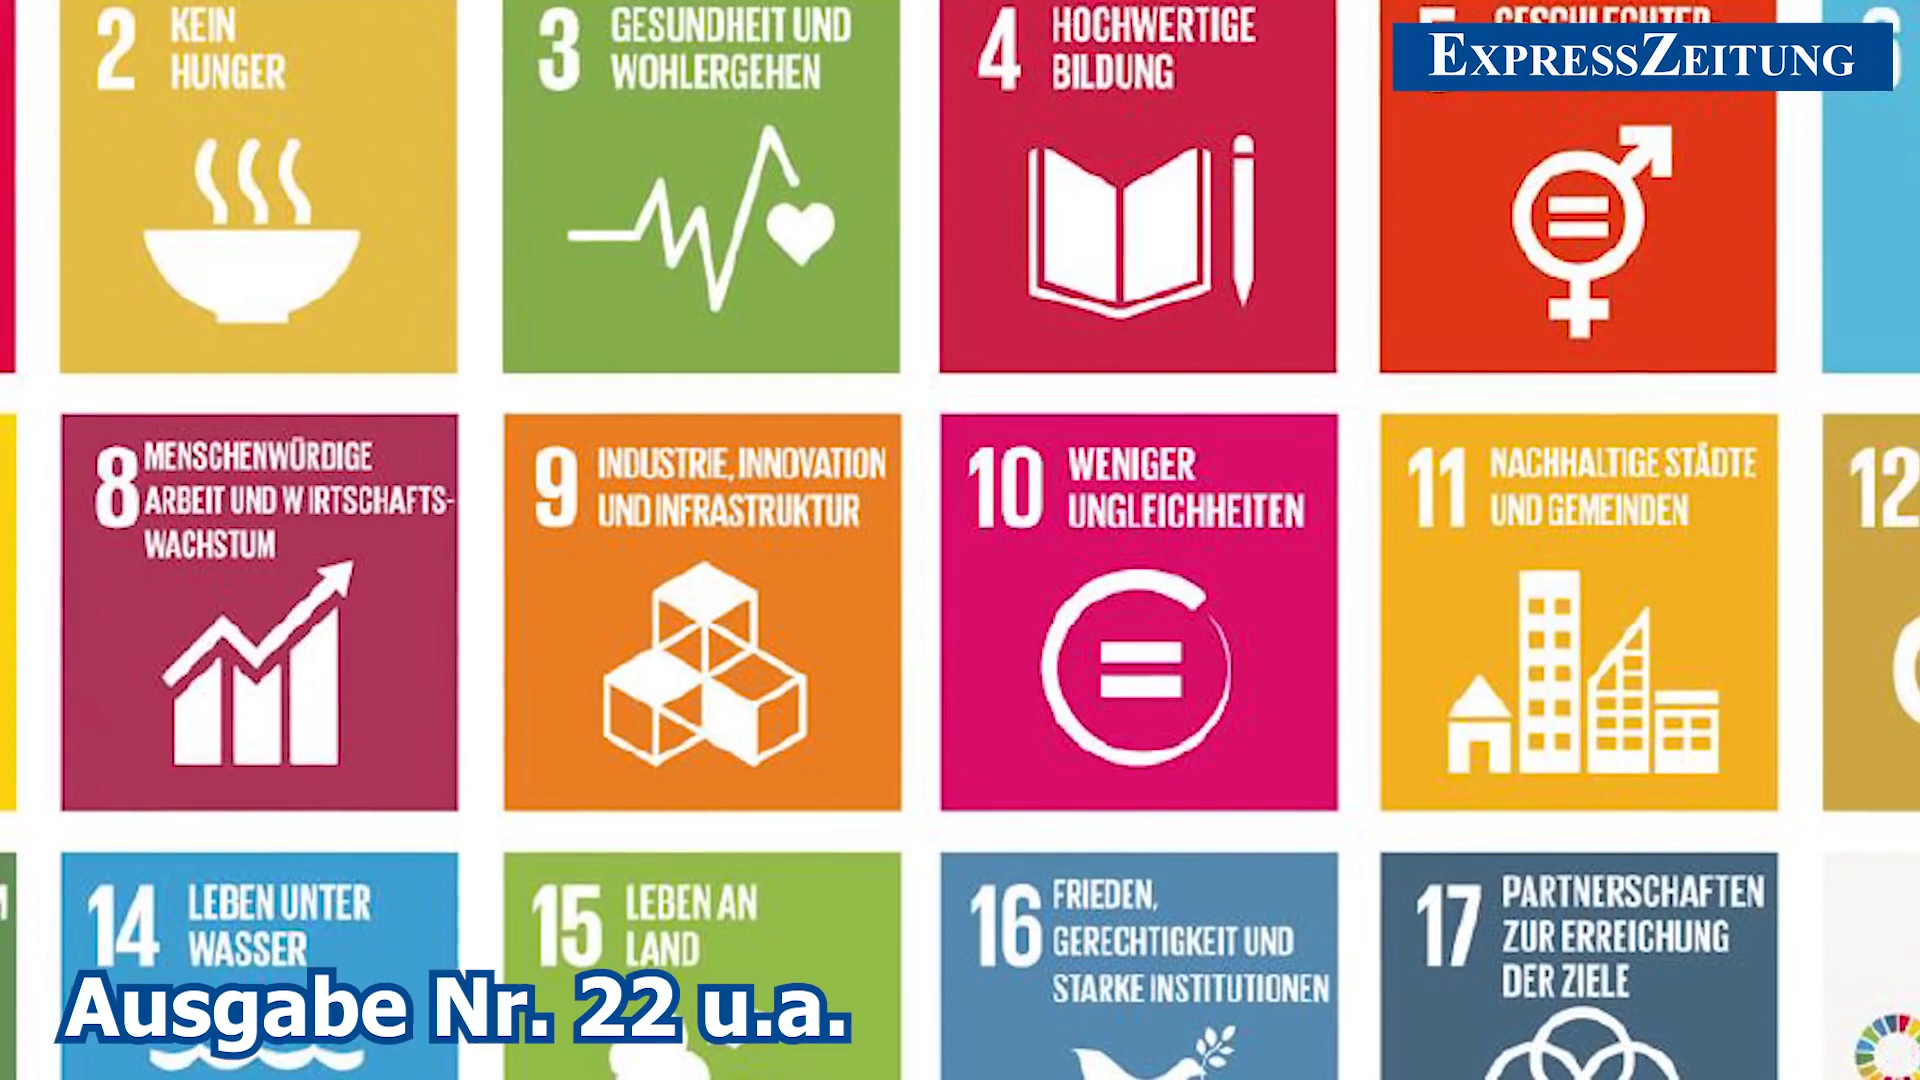 2 KEIN
HUNGER
3 GESUNDHEIT UND
WOHLERGEHEN
4 HOCHWERTIGE
BILDUNG
EXPRESSZEITUNG
8 MENSCHENWÜRDIGE
ARBEIT UND WIRTSCHAFTS-
WACHSTUM
9 INDUSTRIE, INNOVATION
UND INFRASTRUKTUR
10 WENIGER
UNGLEICHHEITEN
11 NACHHALTIGE STÄDTE
UND GEMEINDEN
12
14 LEBEN UNTER
WASSER
15 LEBEN AN
LAND
16 FRIEDEN,
GERECHTIGKEIT UND
STARKE INSTITUTIONEN
17 PARTNERSCHAFTEN
ZUR ERREICHUNG
DER ZIELE
Ausgabe Nr. 22 u.a.